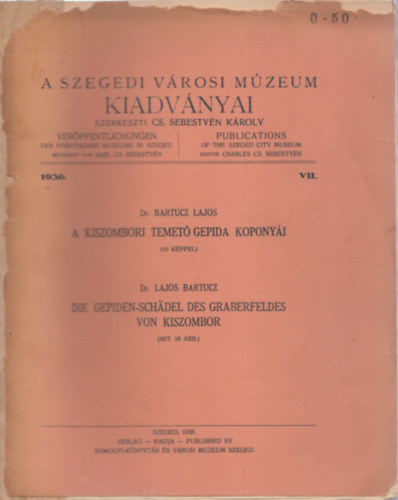 0-50
A SZEGEDI VÁROSI MÚZEUM
KIADVÁNYAI
SZERKESZTI CS. SEBESTYÉN KÁROLY
VERÖFFENTLICHUNGEN
DES STÄDTISCHEN MUSEUMS IN SZEGED
REDIGIERT VON KARL CS. SEBESTYÉN
PUBLICATIONS
OF THE SZEGED CITY MUSEUM
EDITOR CHARLES CS. SEBESTYÉN
1936.
VII.
Dr. BARTUCZ LAJOS
A KISZOMBORI TEMETŐ GEPIDA KOPONYÁI
KÉPPEL)
Dr. LAJOS BARTUCZ
DIE GEPIDEN-SCHÄDEL DES GRABERFELDES
VON KISZOMBOR
(MIT ABB.)
SZEGED, 1936.
VERLAG — KIADJA — PUBLISHED BY
SOMOGYI-KÖNYVTÁR ÉS VÁROSI MÚZEUM SZEGED